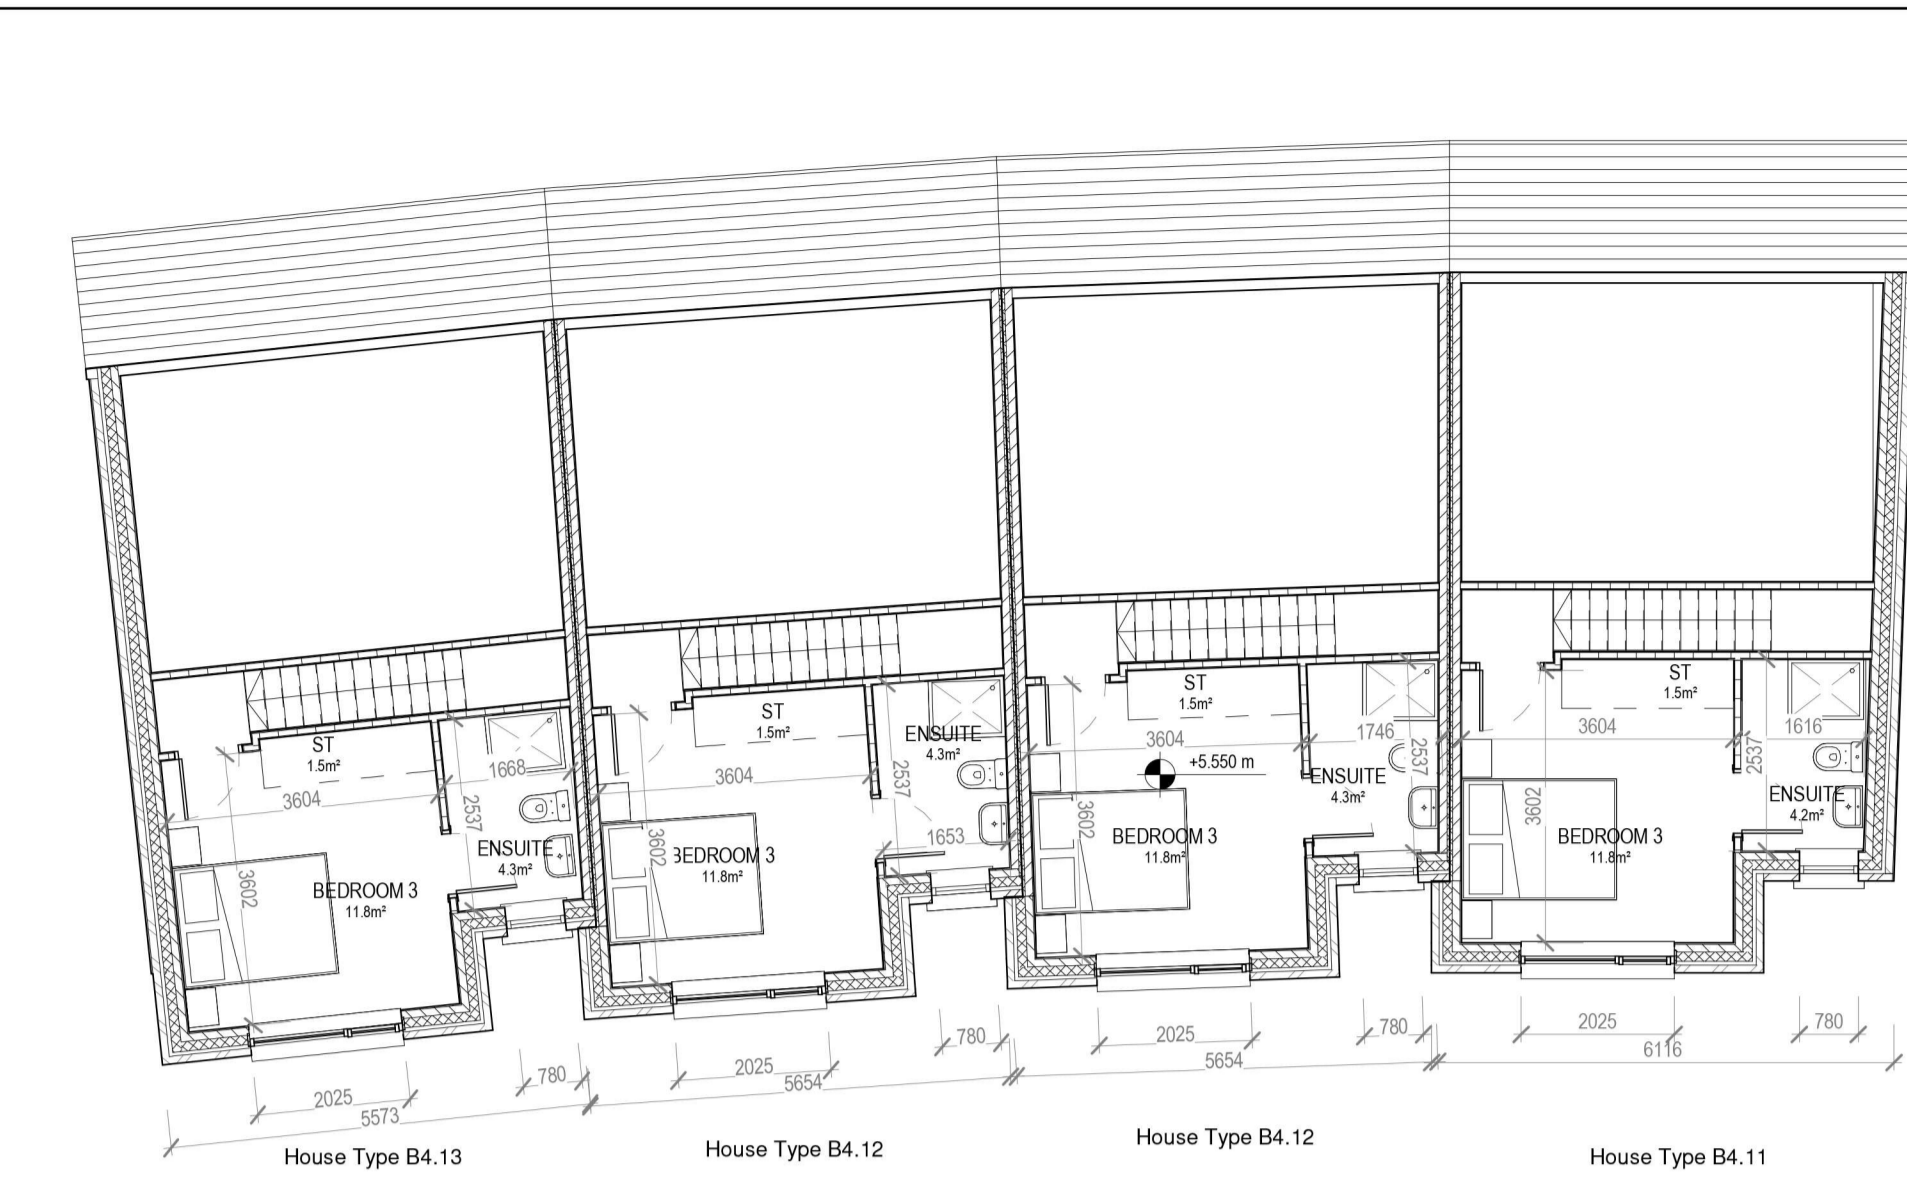 ST
1.5m²
3604
1668
2537
ENSUITE
4.3m²
3602
BEDROOM 3
11.8m²
2025
780
5573
House Type B4.13
ST
1.5m²
ENSUITE
4.3m²
3604
2537
1653
3602
BEDROOM 3
11.8m²
2025
780
5654
House Type B4.12
ST
1.5m²
3604
1746
2537
+5.550 m
ENSUITE
4.3m²
3602
BEDROOM 3
11.8m²
2025
780
5654
House Type B4.12
ST
1.5m²
3604
1616
2537
ENSUITE
4.2m²
3602
BEDROOM 3
11.8m²
2025
780
6116
House Type B4.11